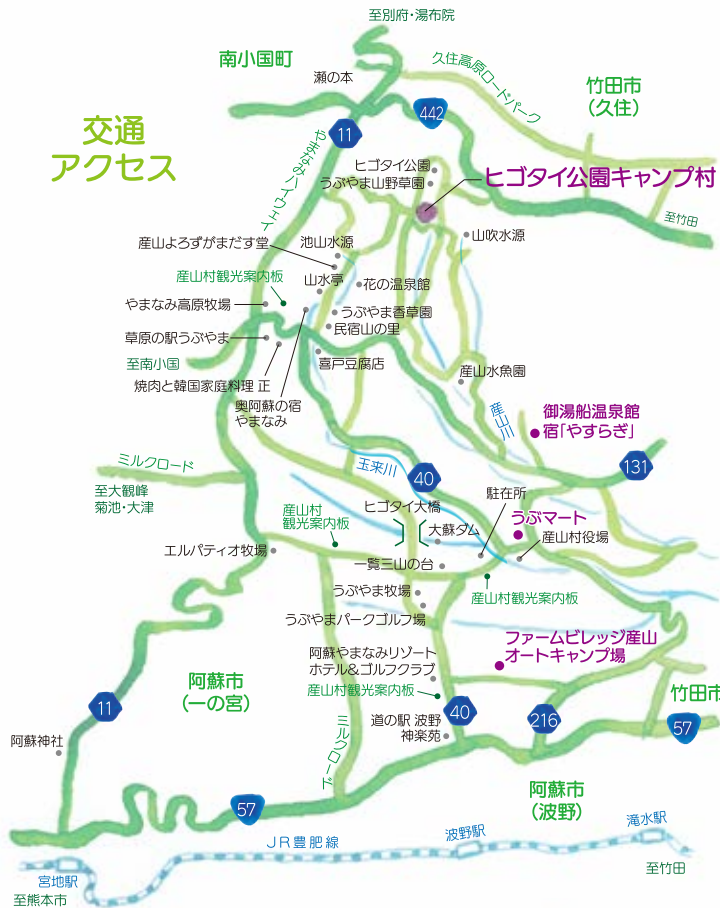 至別府・湯布院
南小国町
瀬の本
久住高原ロードパーク
竹田市
(久住)
442
11
交通
アクセス
やまなみハイウェイ
ヒゴタイ公園
うぶやま山野草園
ヒゴタイ公園キャンプ村
至竹田
山吹水源
池山水源
産山よろずがまだす堂
産山村観光案内板
山水亭
花の温泉館
やまなみ高原牧場
うぶやま香草園
民宿山の里
草原の駅うぶやま
至南小国
喜戸豆腐店
焼肉と韓国家庭料理 正
産山水魚園
奥阿蘇の宿
やまなみ
産山川
御湯船温泉館
宿「やすらぎ」
131
ミルクロード
玉来川
40
至大観峰
菊池・大津
産山村
観光案内板
ヒゴタイ大橋
駐在所
大蘇ダム
うぶマート
産山村役場
エルパティオ牧場
一覧三山の台
うぶやま牧場
産山村観光案内板
うぶやまパークゴルフ場
ファームビレッジ産山
オートキャンプ場
阿蘇やまなみリゾート
ホテル&ゴルフクラブ
阿蘇市
(一の宮)
産山村観光案内板
竹田市
11
40
216
57
道の駅 波野
神楽苑
ミルクロード
阿蘇神社
阿蘇市
(波野)
57
JR豊肥線
波野駅
滝水駅
宮地駅
至竹田
至熊本市